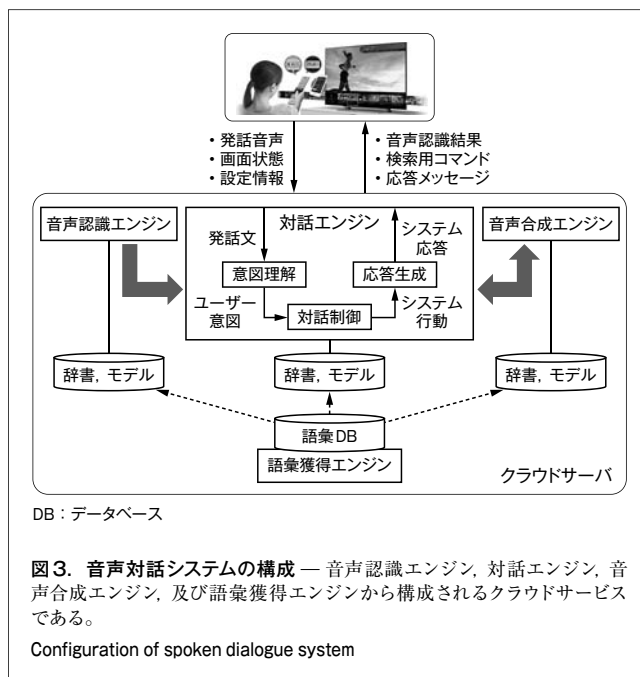 ・発話音声
・画面状態
・設定情報
・音声認識結果
・検索用コマンド
・応答メッセージ
音声認識エンジン
対話エンジン
音声合成エンジン
発話文
システム
応答
意図理解
応答生成
ユーザー
意図
対話制御
システム
行動
辞書, モデル
辞書, モデル
辞書, モデル
語彙DB
語彙獲得エンジン
クラウドサーバ
DB：データベース
図3. 音声対話システムの構成 ― 音声認識エンジン, 対話エンジン, 音
声合成エンジン, 及び語彙獲得エンジンから構成されるクラウドサービス
である。
Configuration of spoken dialogue system